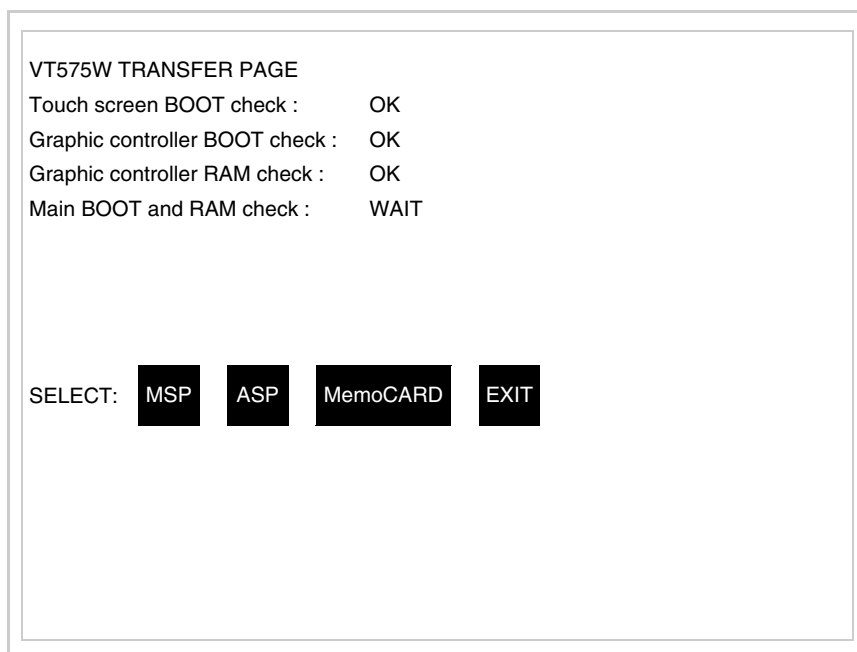 VT575W TRANSFER PAGE
Touch screen BOOT check : OK
Graphic controller BOOT check : OK
Graphic controller RAM check : OK
Main BOOT and RAM check : WAIT
SELECT: MSP ASP MemoCARD EXIT